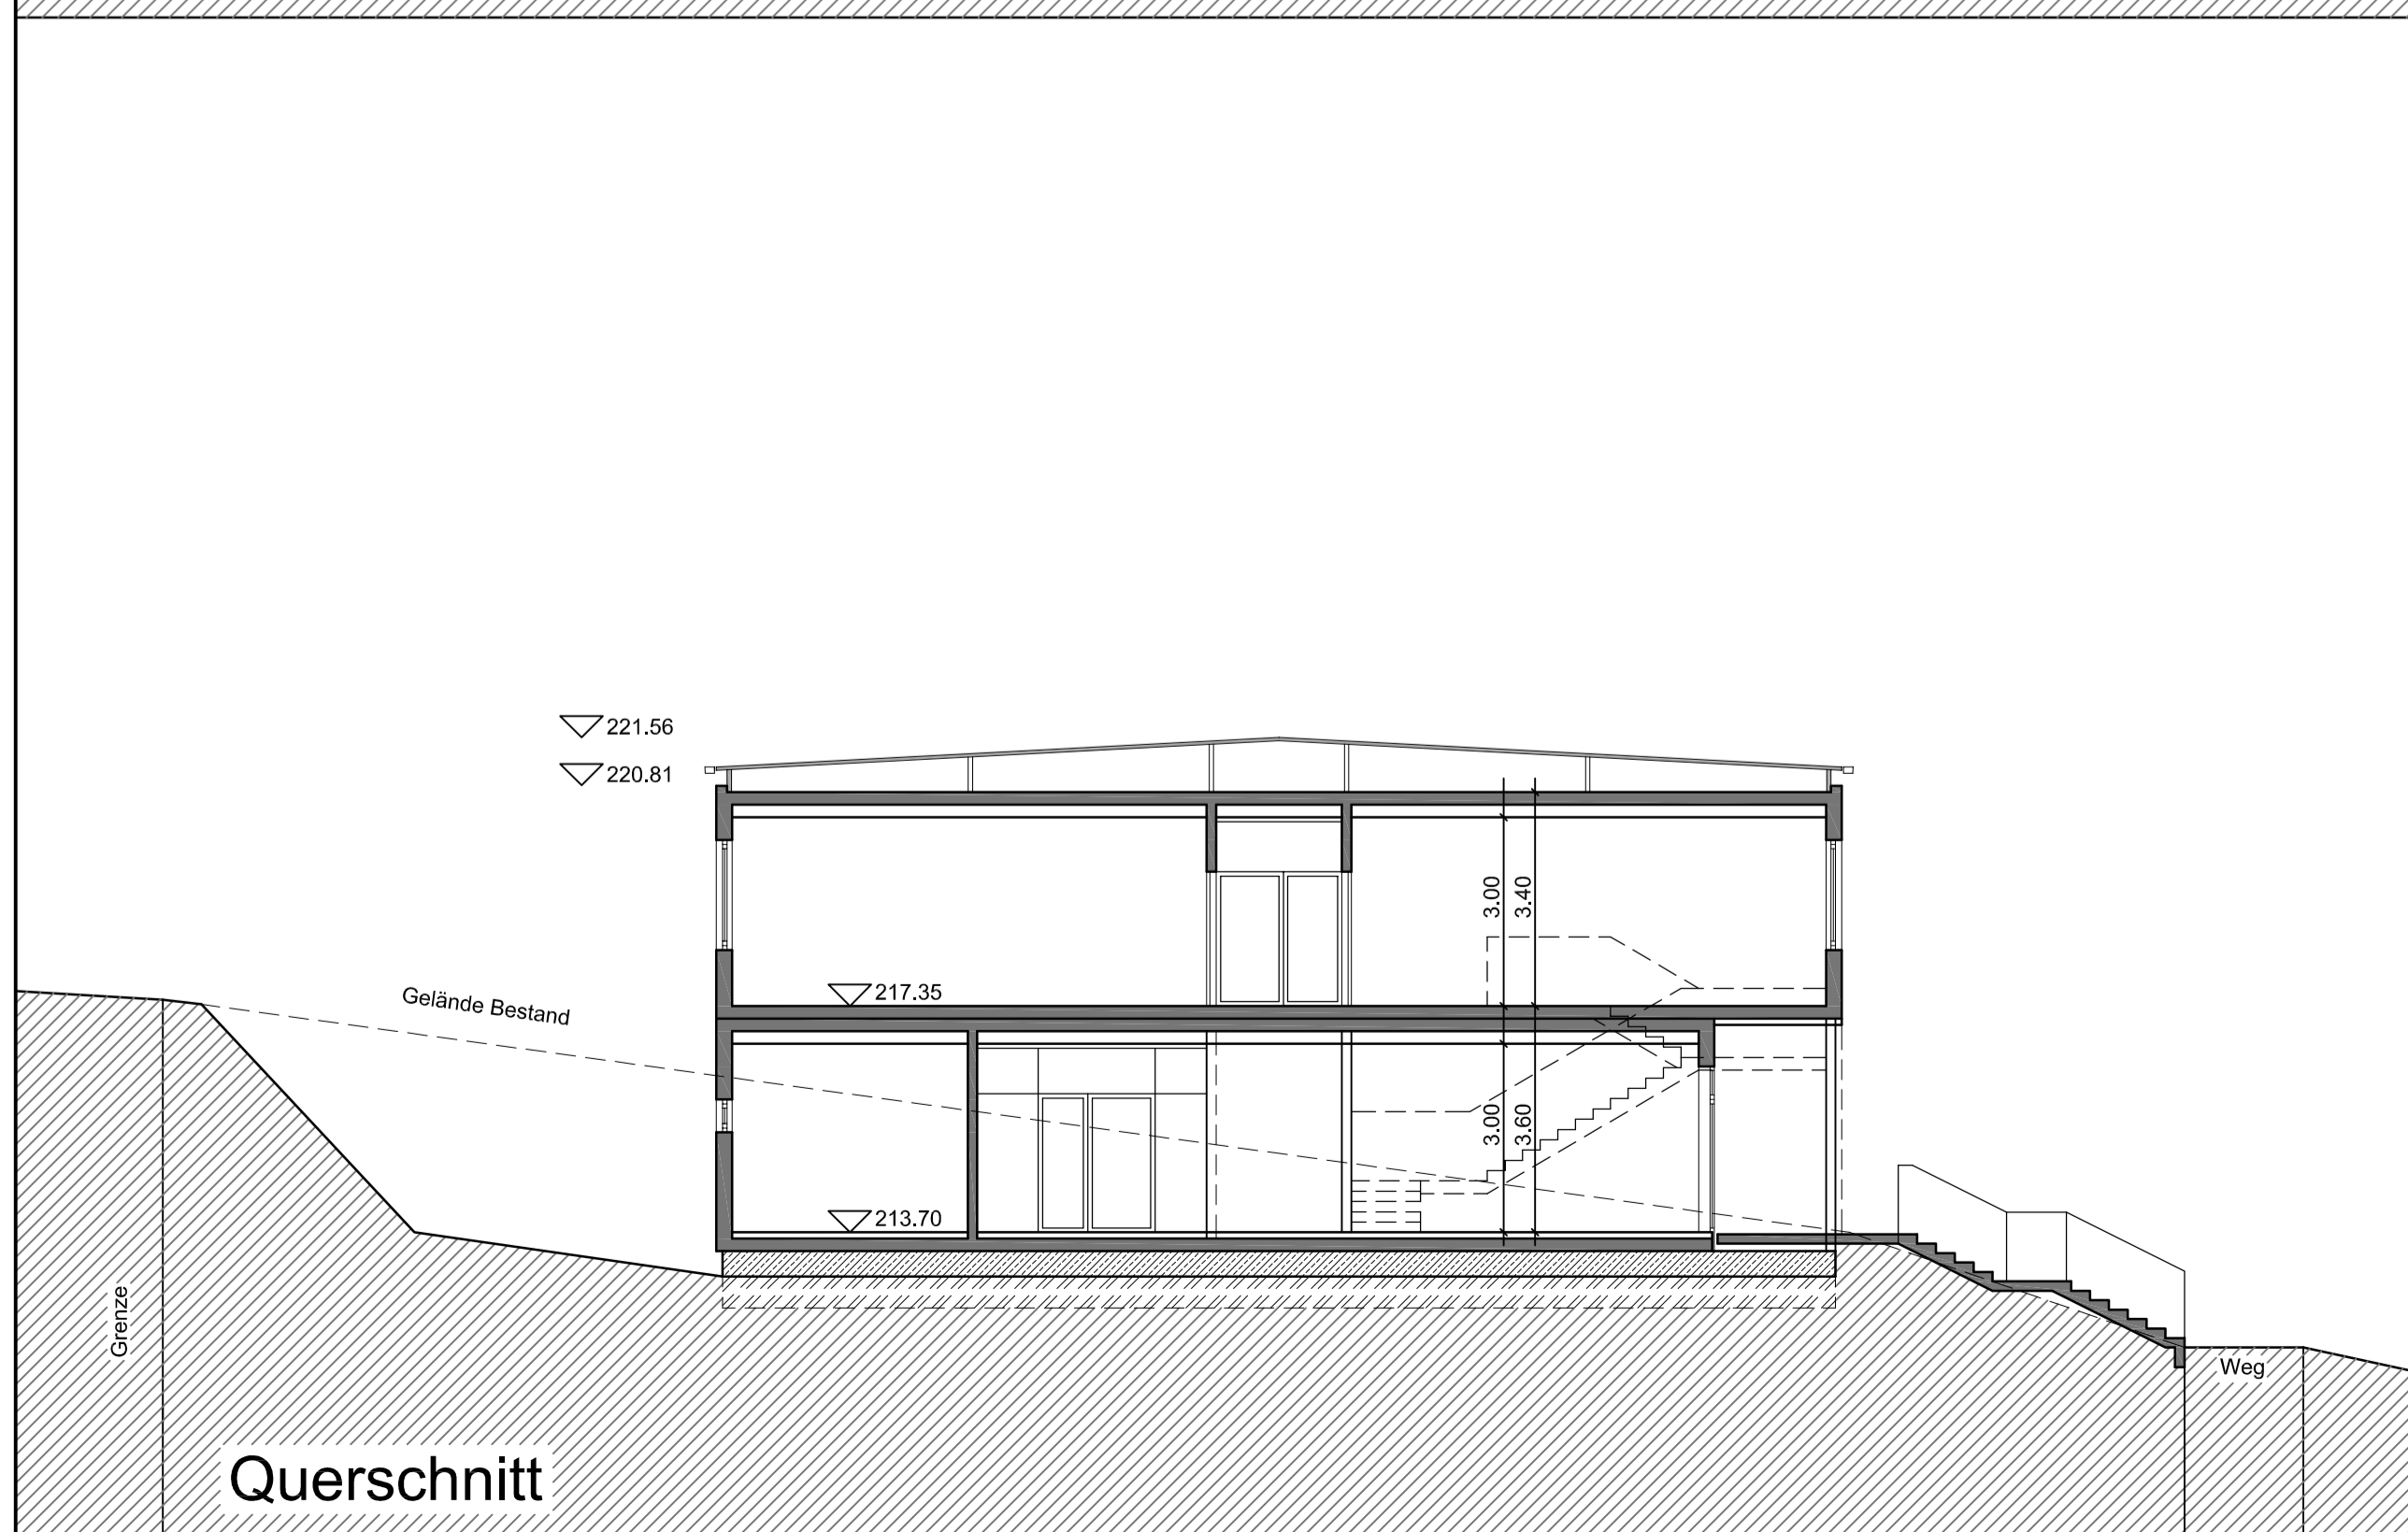 221.56
220.81
3.00
3.40
Gelände Bestand
217.35
3.00
3.60
213.70
Grenze
Weg
Querschnitt